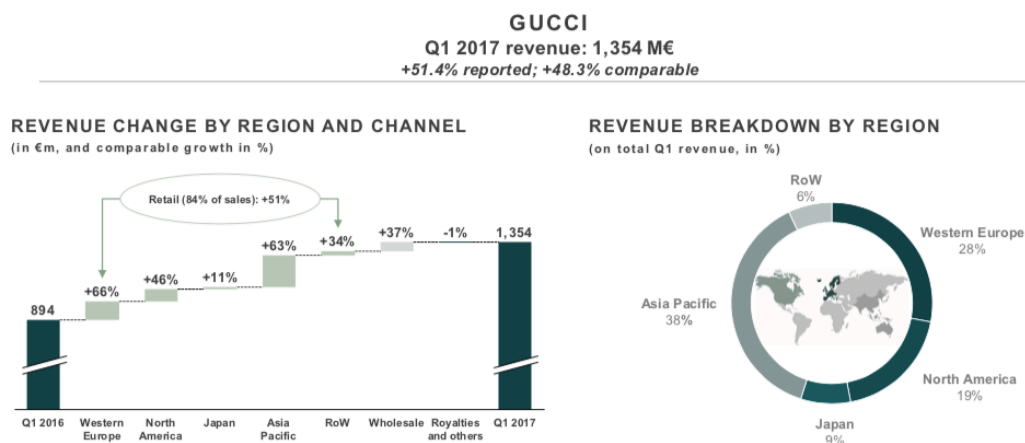 GUCCI
Q1 2017 revenue: 1,354 M€
+51.4% reported; +48.3% comparable
REVENUE CHANGE BY REGION AND CHANNEL
(in €m, and comparable growth in %)
Retail (84% of sales): +51%
894
+66%
+46%
+11%
+63%
+34%
+37%
-1%
1,354
Q1 2016
Western
Europe
North
America
Japan
Asia
Pacific
RoW
Wholesale
Royalties
and others
Q1 2017
REVENUE BREAKDOWN BY REGION
(on total Q1 revenue, in %)
RoW
6%
Western Europe
28%
Asia Pacific
38%
North America
19%
Japan
9%